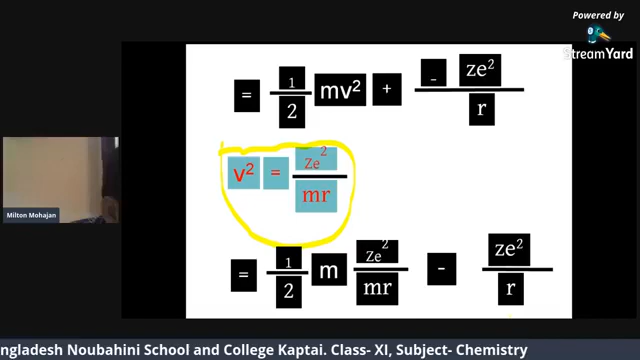 Powered by
StreamYard
= 1/2 mv² + - ze²/r
v² = Ze²/mr
Milton Mohajan
= 1/2 m Ze²/mr - ze²/r
ngladesh Noubahini School and College Kaptai. Class- XI, Subject- Chemistry